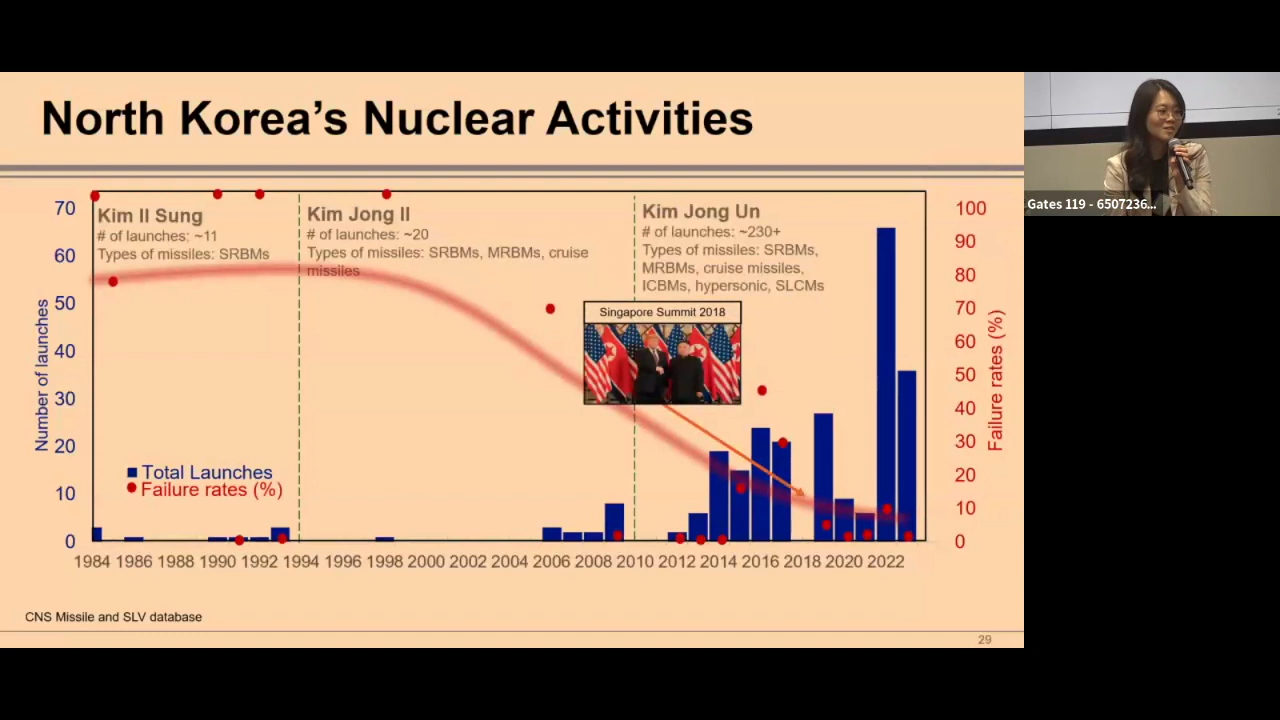 North Korea's Nuclear Activities
Gates 119 - 6507236...
70
60
50
40
30
20
10
0
Number of launches
Kim Il Sung
# of launches: ~11
Types of missiles: SRBMs
Kim Jong Il
# of launches: ~20
Types of missiles: SRBMs, MRBMs, cruise
missiles
Kim Jong Un
# of launches: ~230+
Types of missiles: SRBMs,
MRBMs, cruise missiles,
ICBMs, hypersonic, SLCMs
Singapore Summit 2018
Total Launches
Failure rates (%)
100
90
80
70
60
50
40
30
20
10
0
Failure rates (%)
1984 1986 1988 1990 1992 1994 1996 1998 2000 2002 2004 2006 2008 2010 2012 2014 2016 2018 2020 2022
CNS Missile and SLV database
29